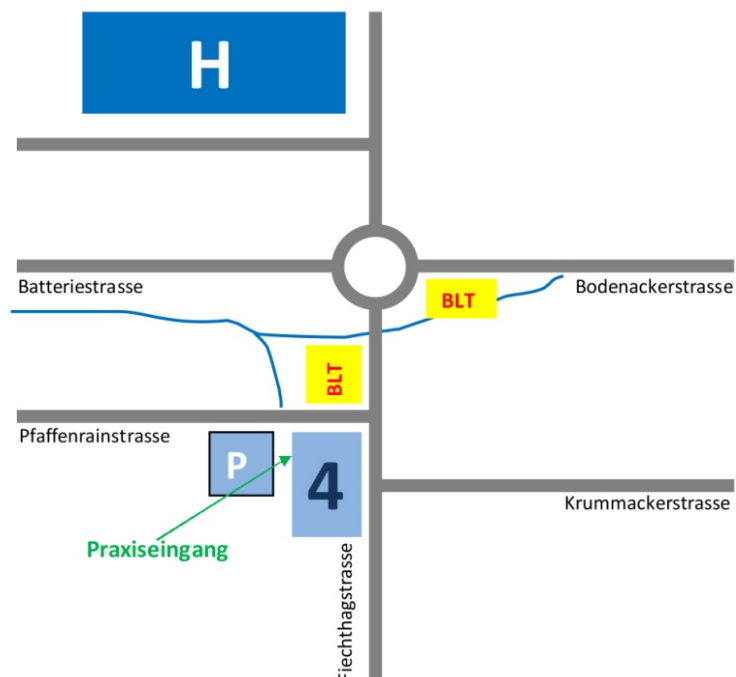 H
Batteriestrasse
Bodenackerstrasse
BLT
BLT
Pfaffenrainstrasse
P
4
Krummackerstrasse
Praxiseingang
Fiechthagstrasse